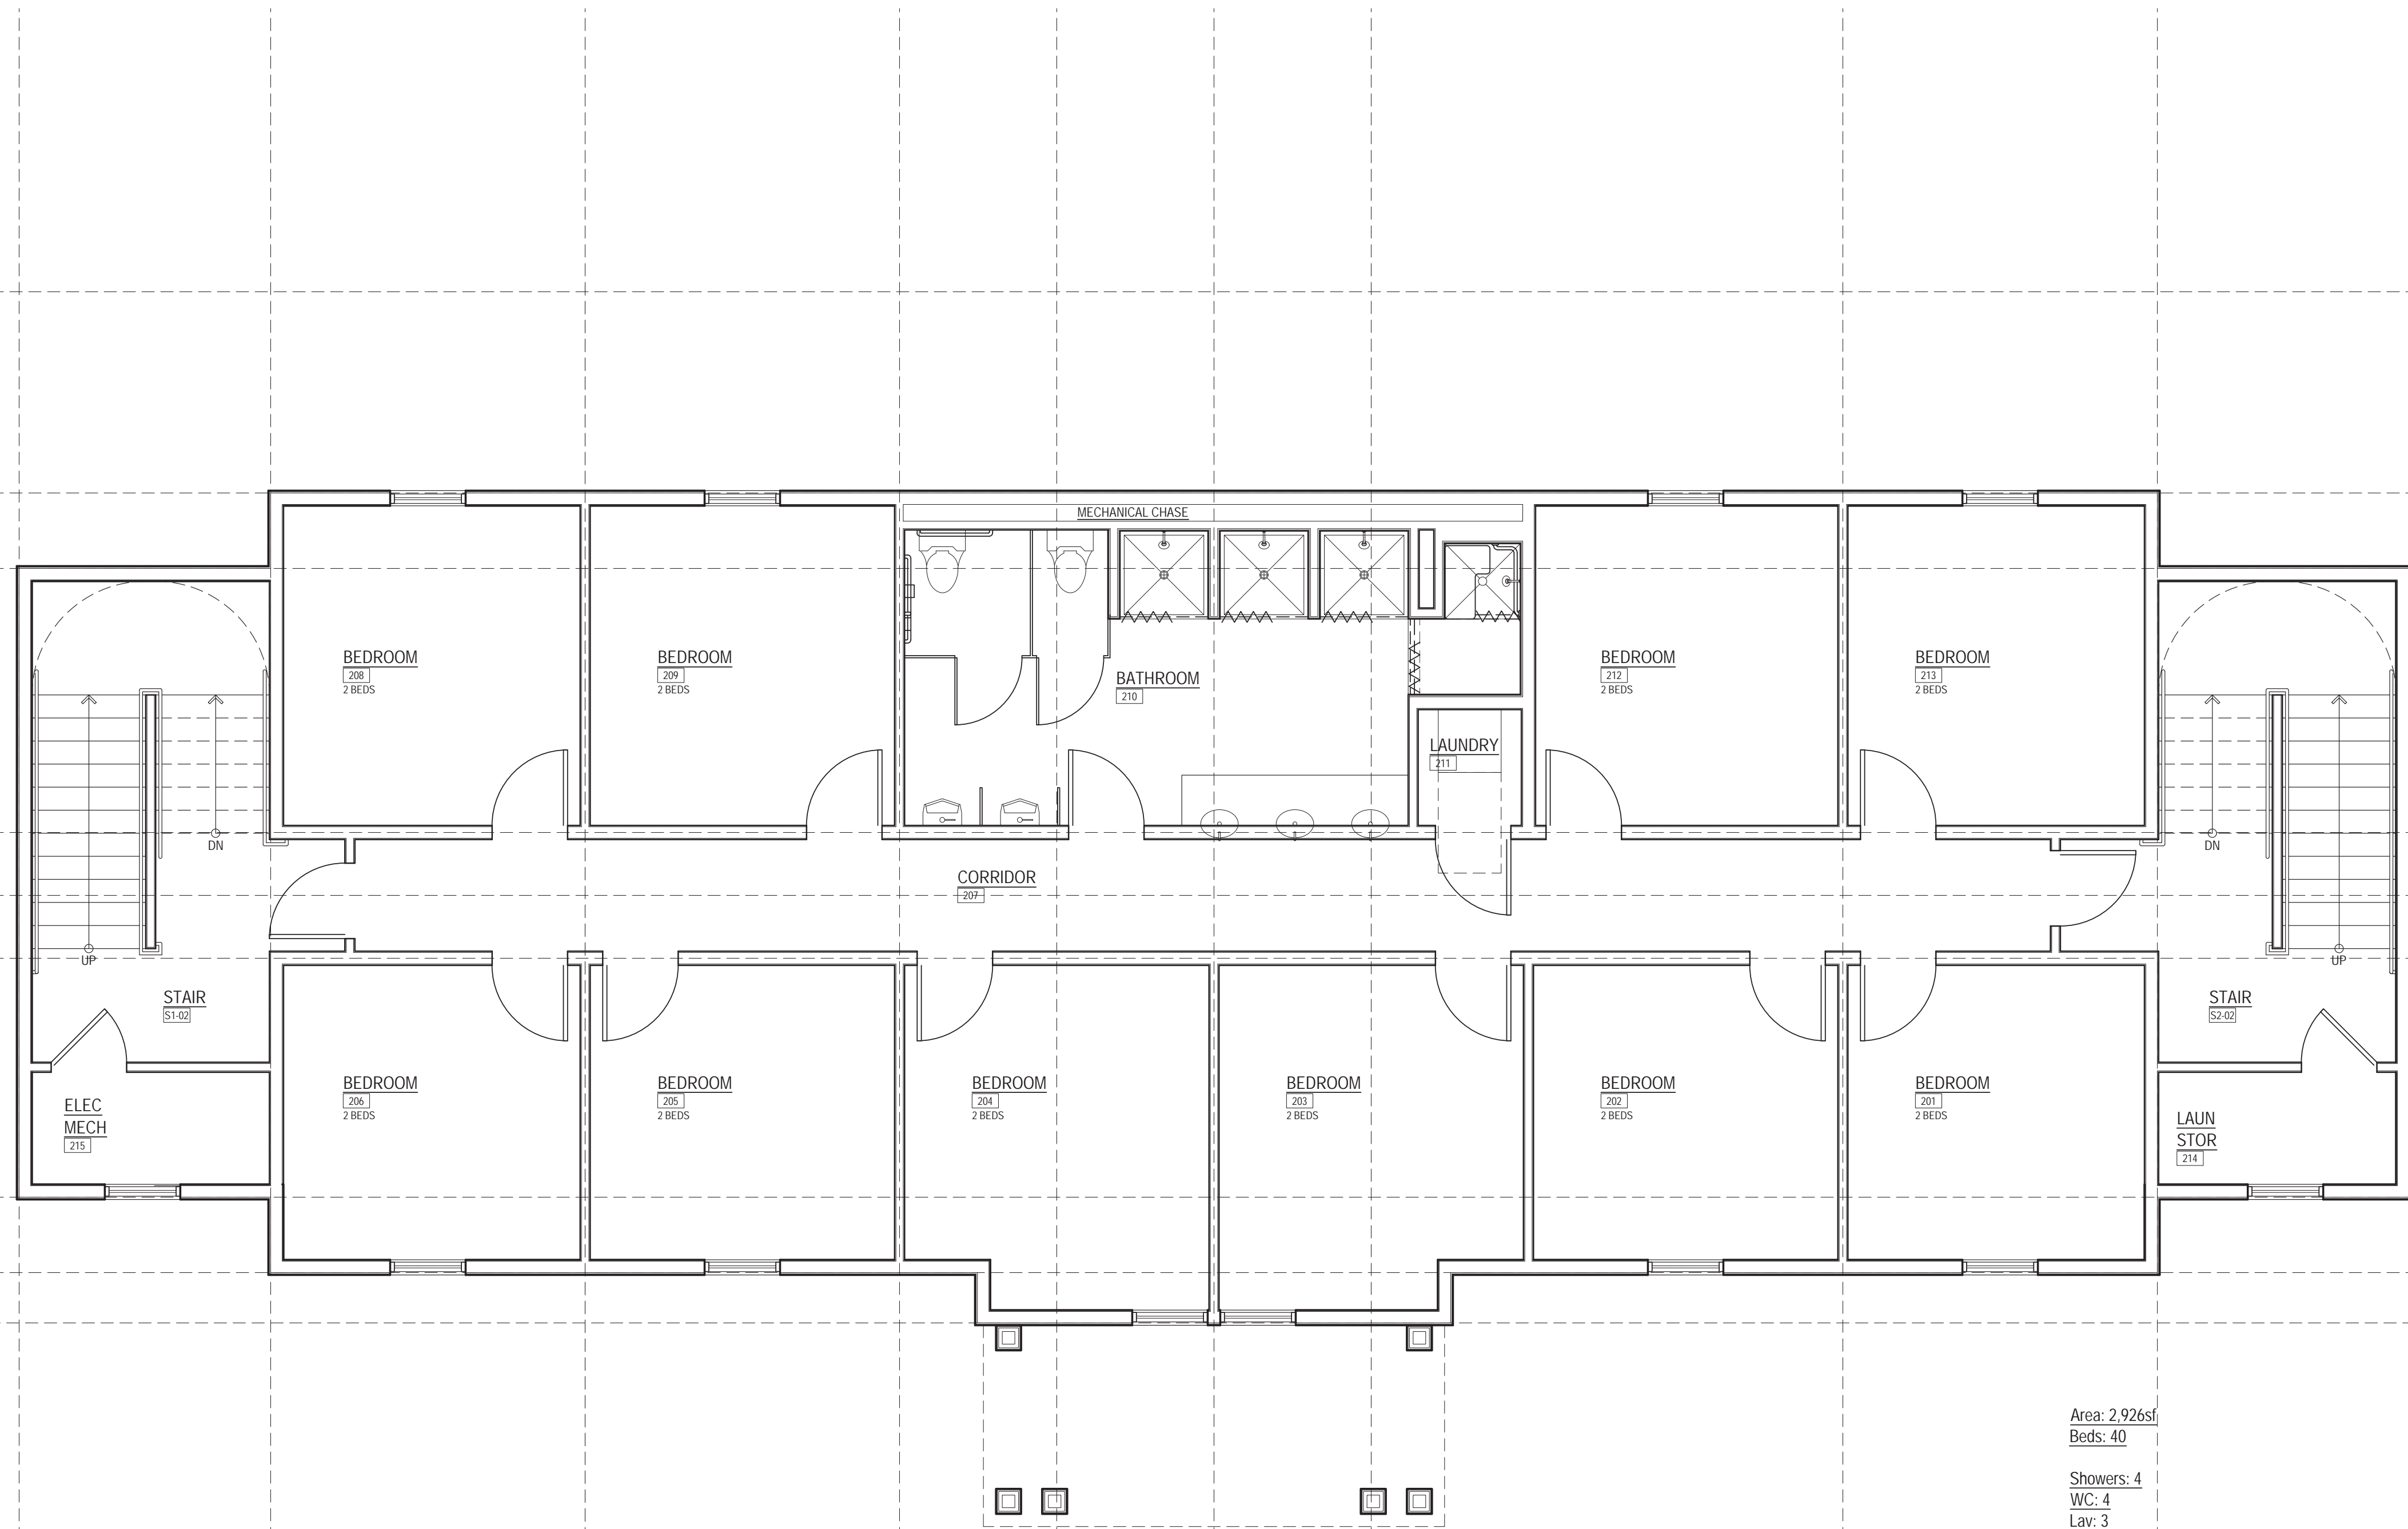 MECHANICAL CHASE
BEDROOM
208
2 BEDS
BEDROOM
209
2 BEDS
BATHROOM
210
BEDROOM
212
2 BEDS
BEDROOM
213
2 BEDS
LAUNDRY
211
DN
DN
CORRIDOR
207
UP
UP
STAIR
S1-02
STAIR
S2-02
ELEC
MECH
215
BEDROOM
206
2 BEDS
BEDROOM
205
2 BEDS
BEDROOM
204
2 BEDS
BEDROOM
203
2 BEDS
BEDROOM
202
2 BEDS
BEDROOM
201
2 BEDS
LAUN
STOR
214
Area: 2,926sf
Beds: 40
Showers: 4
WC: 4
Lav: 3